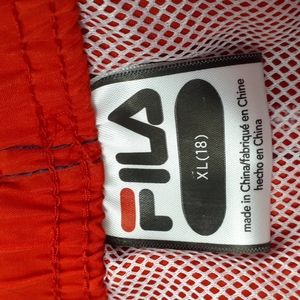 FILA
XL(18)
made in China/fabriqué en Chine
hecho en China